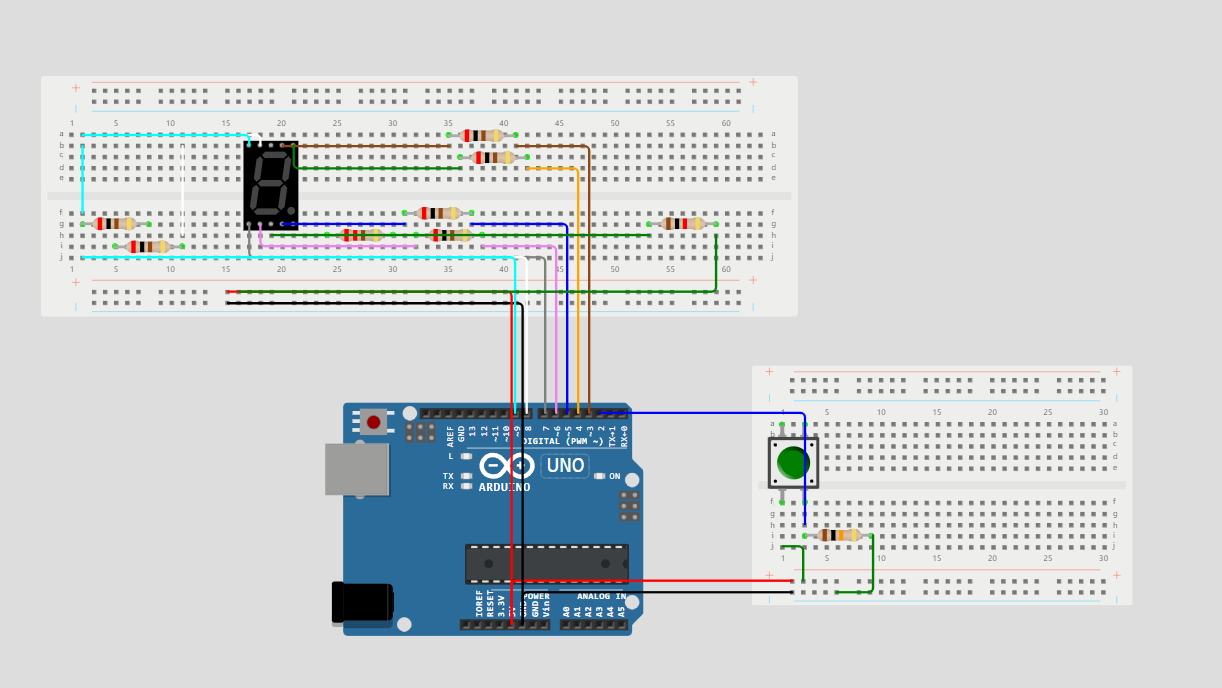 1 5 10 15 20 25 30 35 40 45 50 55 60
a a
b b
c c
d d
e e
f f
g g
h h
i i
j j
1 5 10 15 20 25 30 35 40 45 50 55 60
AREF
GND
13
12
~11
~10
~9
8
7
~6
~5
4
~3
2
TX→1
RX←0
DIGITAL (PWM ~)
L
TX
RX
UNO
ON
ARDUINO
POWER
ANALOG IN
IOREF
RESET
3.3V
5V
GND
GND
Vin
A0
A1
A2
A3
A4
A5
1 5 10 15 20 25 30
a a
b b
c c
d d
e
f f
g g
h h
i i
j j
1 5 10 15 20 25 30